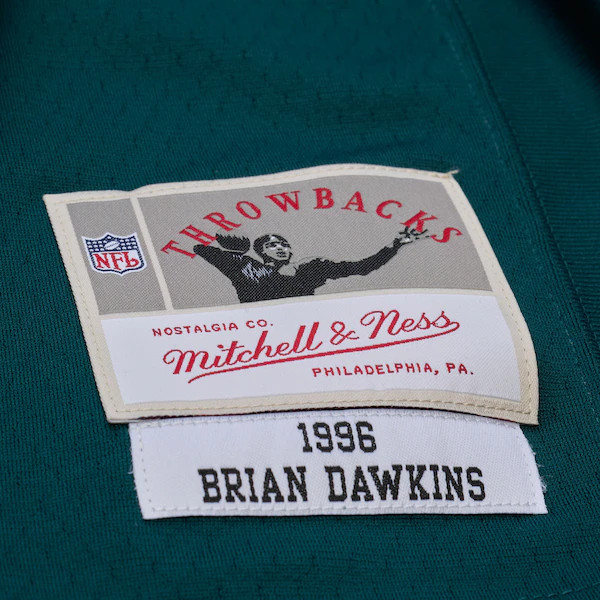 THROWBACKS
NFL
NOSTALGIA CO.
Mitchell & Ness
PHILADELPHIA, PA.
1996
BRIAN DAWKINS